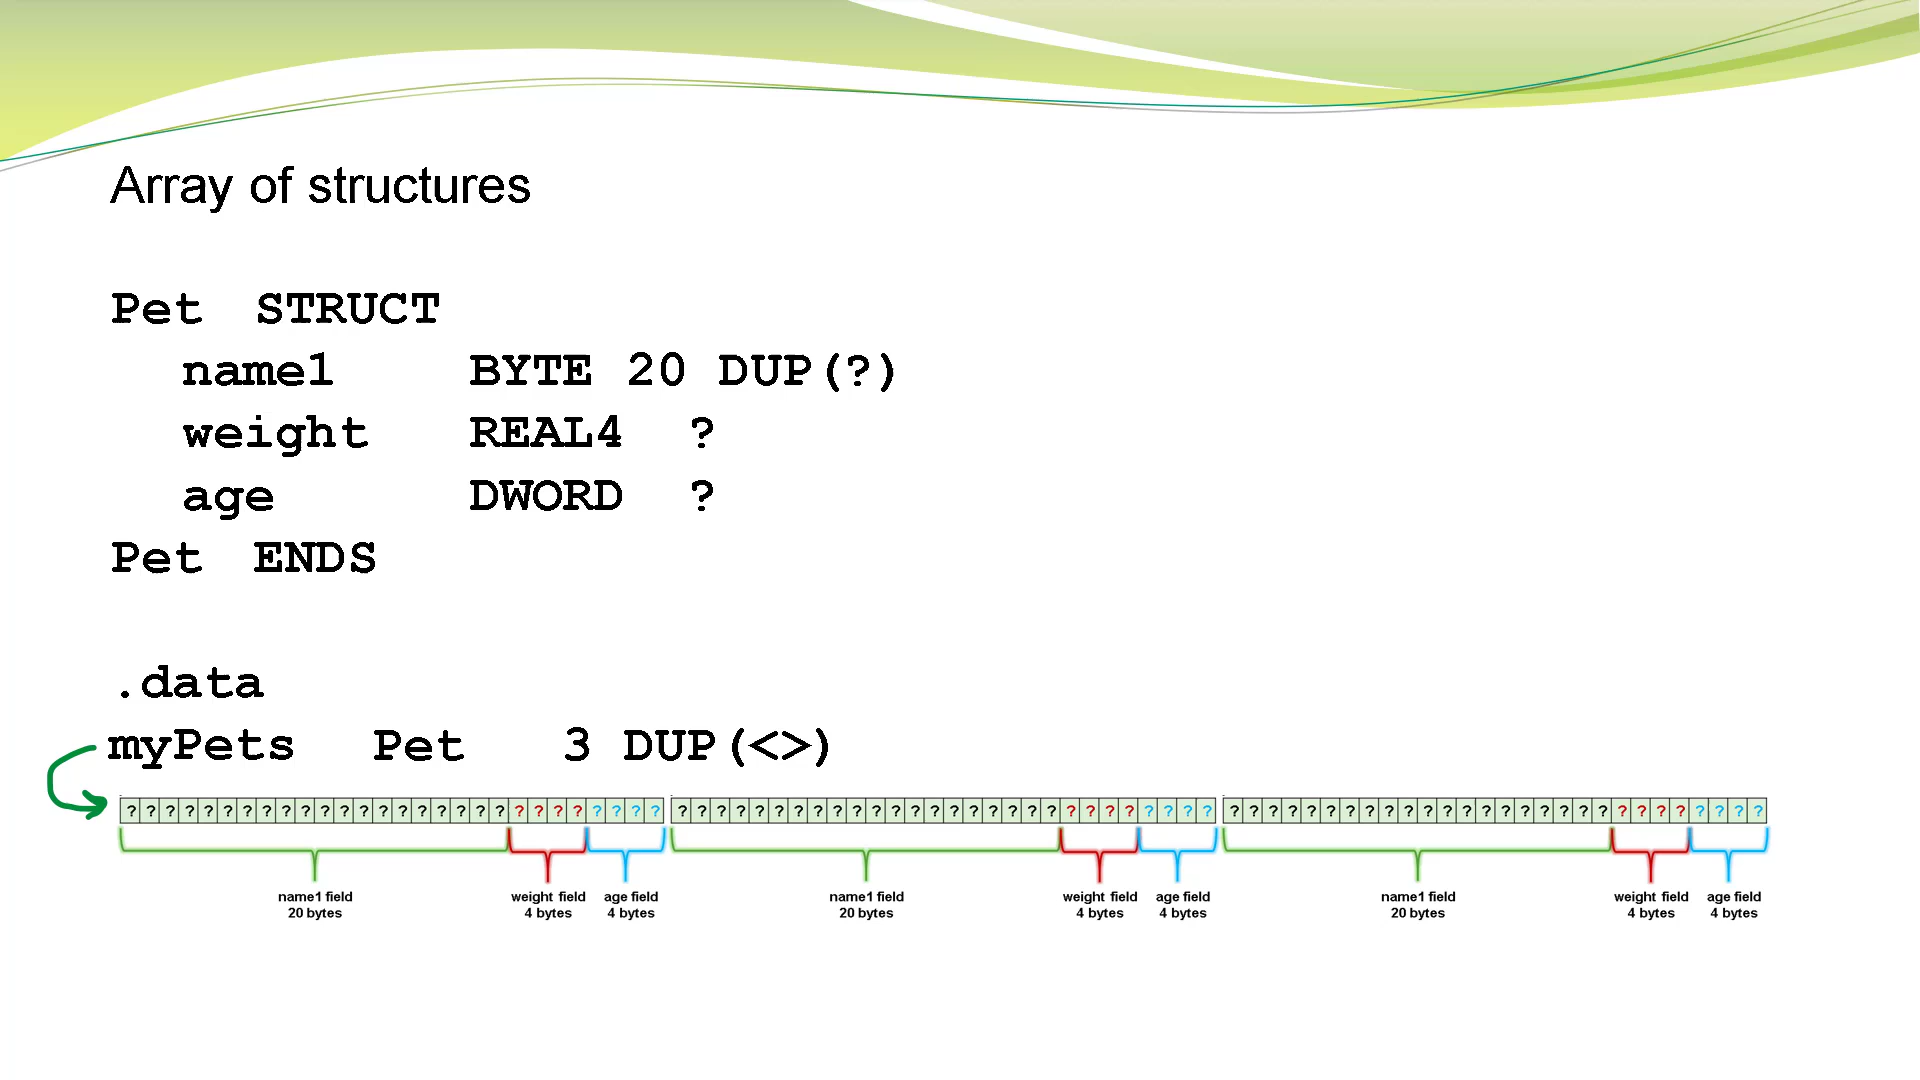 Array of structures
Pet STRUCT
name1 BYTE 20 DUP(?)
weight REAL4 ?
age DWORD ?
Pet ENDS
.data
myPets Pet 3 DUP(<>)
? ? ? ? ? ? ? ? ? ? ? ? ? ? ? ? ? ? ? ? ? ? ? ? ? ? ? ? ? ? ? ? ? ? ? ? ? ? ? ? ? ? ? ? ? ? ? ? ? ? ? ? ? ? ? ? ? ? ? ? ? ? ? ? ? ? ? ? ? ? ? ? ? ? ? ? ? ? ? ? ? ? ? ?
name1 field weight field age field name1 field weight field age field name1 field weight field age field
20 bytes 4 bytes 4 bytes 20 bytes 4 bytes 4 bytes 20 bytes 4 bytes 4 bytes